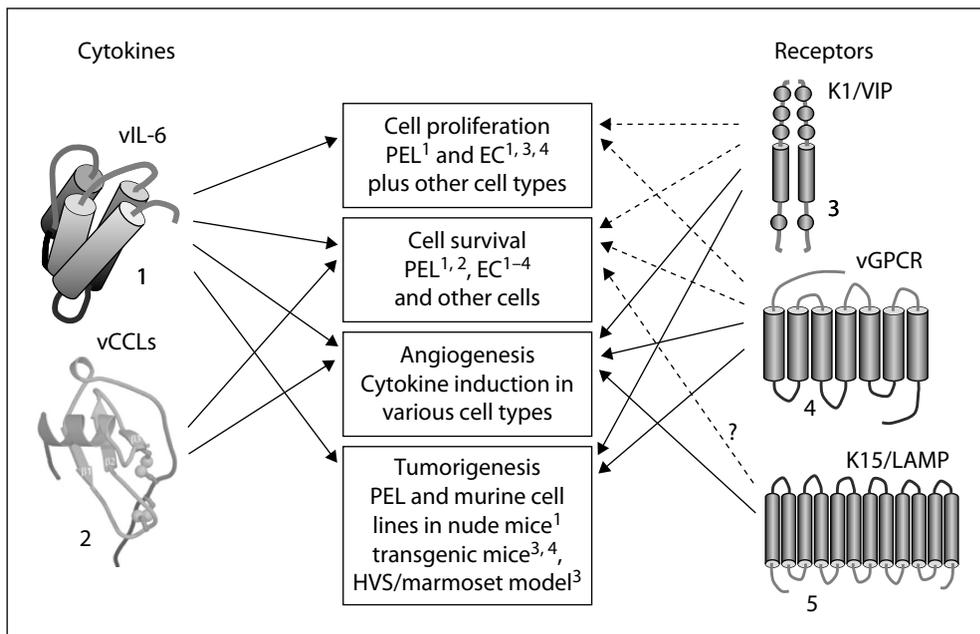 Cytokines
vIL-6
1
vCCLs
β1
β2
β3
2
Cell proliferation
PEL¹ and EC¹, ³, ⁴
plus other cell types
Cell survival
PEL¹, ², EC¹⁻⁴
and other cells
Angiogenesis
Cytokine induction in
various cell types
Tumorigenesis
PEL and murine cell
lines in nude mice¹
transgenic mice³, ⁴,
HVS/marmoset model³
Receptors
K1/VIP
3
vGPCR
4
?
K15/LAMP
5